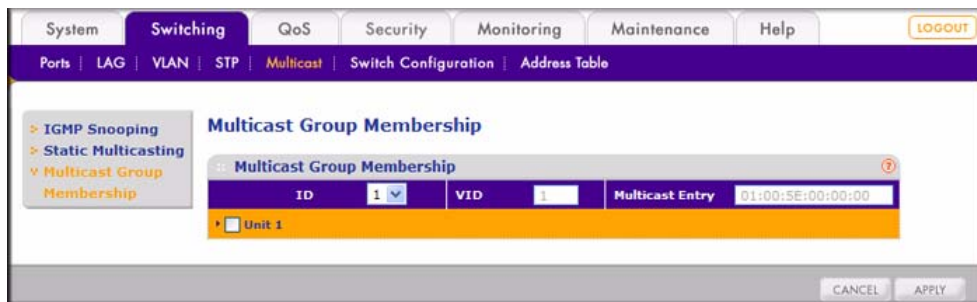 System Switching QoS Security Monitoring Maintenance Help LOGOUT
Ports LAG VLAN STP Multicast Switch Configuration Address Table
IGMP Snooping
Static Multicasting
Multicast Group
Membership
Multicast Group Membership
Multicast Group Membership ?
ID 1 VID 1 Multicast Entry 01:00:5E:00:00:00
Unit 1
CANCEL APPLY